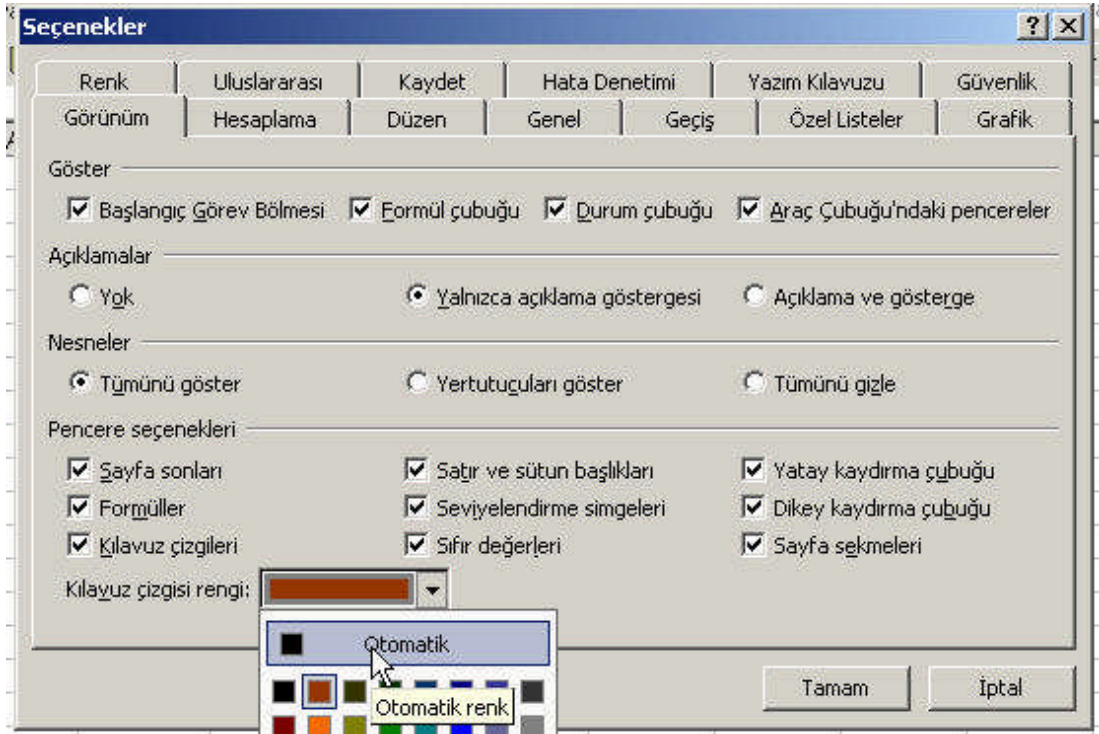 Seçenekler
Renk Uluslararası Kaydet Hata Denetimi Yazım Kılavuzu Güvenlik
Görünüm Hesaplama Düzen Genel Geçiş Özel Listeler Grafik
Göster
Başlangıç Görev Bölmesi Formül çubuğu Durum çubuğu Araç Çubuğu'ndaki pencereler
Açıklamalar
Yok Yalnızca açıklama göstergesi Açıklama ve gösterge
Nesneler
Tümünü göster Yertutucuları göster Tümünü gizle
Pencere seçenekleri
Sayfa sonları Satır ve sütun başlıkları Yatay kaydırma çubuğu
Formüller Seviyelendirme simgeleri Dikey kaydırma çubuğu
Kılavuz çizgileri Sıfır değerleri Sayfa sekmeleri
Kılavuz çizgisi rengi:
Otomatik
Otomatik renk
Tamam İptal